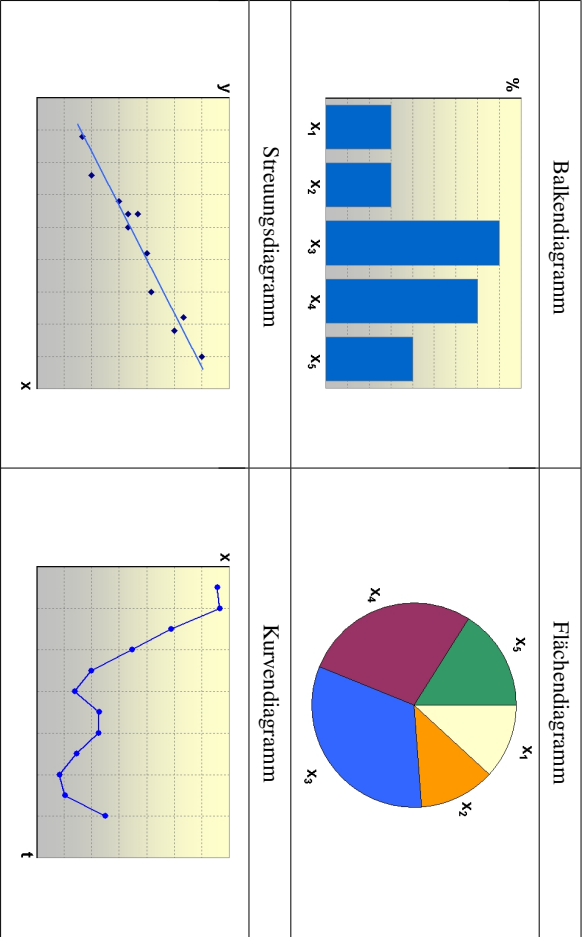 Balkendiagramm
Flächendiagramm
%
x₁ x₂ x₃ x₄ x₅
x₁
x₂
x₃
x₄
x₅
Streuungsdiagramm
Kurvendiagramm
y
x
x
t